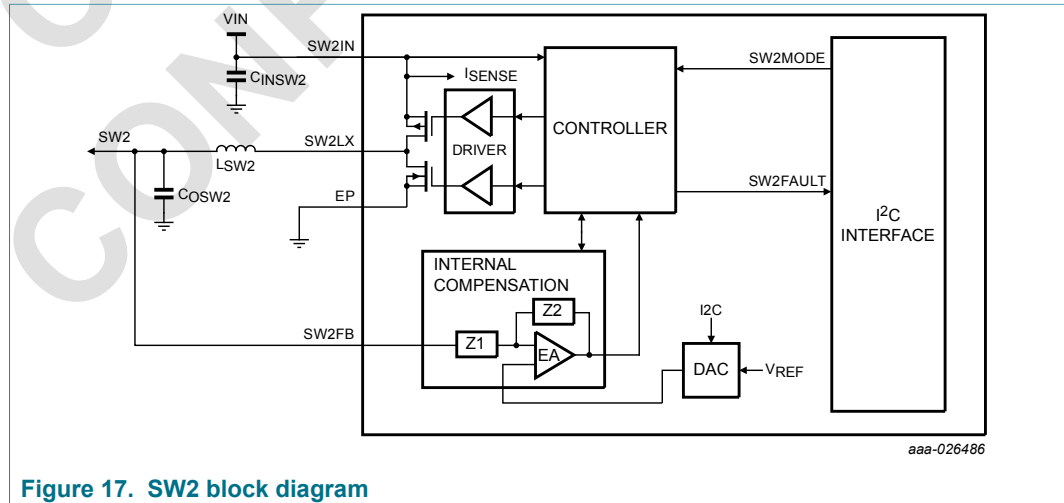 VIN
SW2IN
CINSW2
ISENSE
SW2MODE
CONTROLLER
SW2
SW2LX
DRIVER
LSW2
COSW2
EP
SW2FAULT
I2C
INTERFACE
INTERNAL
COMPENSATION
Z2
I2C
SW2FB
Z1
EA
DAC
VREF
aaa-026486
Figure 17. SW2 block diagram